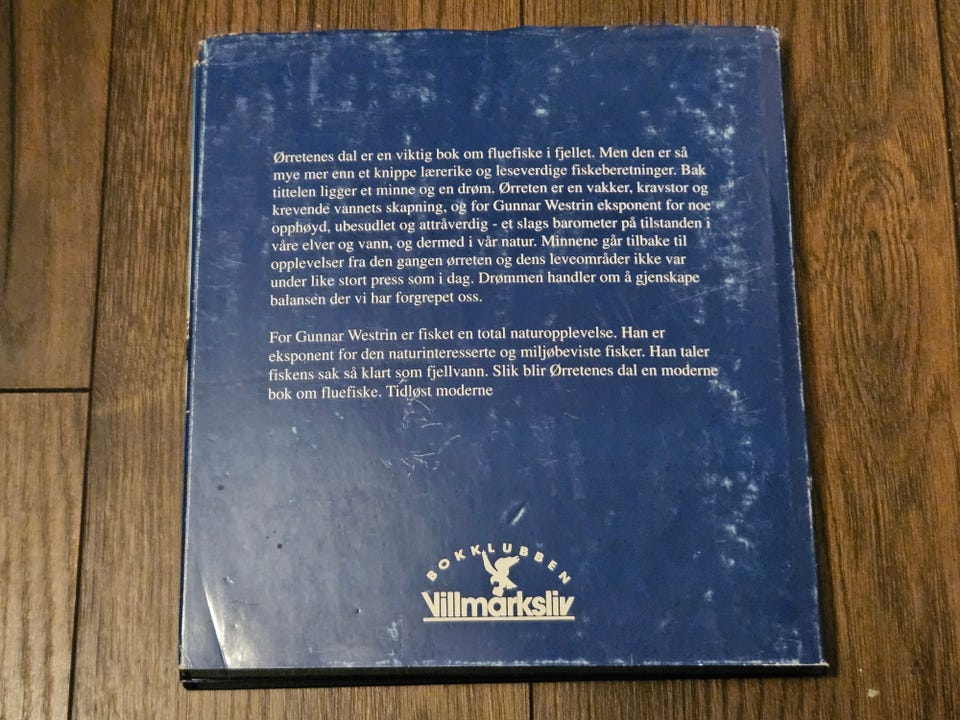 Ørretenes dal er en viktig bok om fluefiske i fjellet. Men den er så
mye mer enn et knippe lærerike og leseverdige fiskeberetninger. Bak
tittelen ligger et minne og en drøm. Ørreten er en vakker, kravstor og
krevende vannets skapning, og for Gunnar Westrin eksponent for noe
opphøyd, ubesudlet og attråverdig - et slags barometer på tilstanden i
våre elver og vann, og dermed i vår natur. Minnene går tilbake til
opplevelser fra den gangen ørreten og dens leveområder ikke var
under like stort press som i dag. Drømmen handler om å gjenskape
balansen der vi har forgrepet oss.
For Gunnar Westrin er fisket en total naturopplevelse. Han er
eksponent for den naturinteresserte og miljøbeviste fisker. Han taler
fiskens sak så klart som fjellvann. Slik blir Ørretenes dal en moderne
bok om fluefiske. Tidløst moderne
BOKKLUBBEN
Villmarksliv